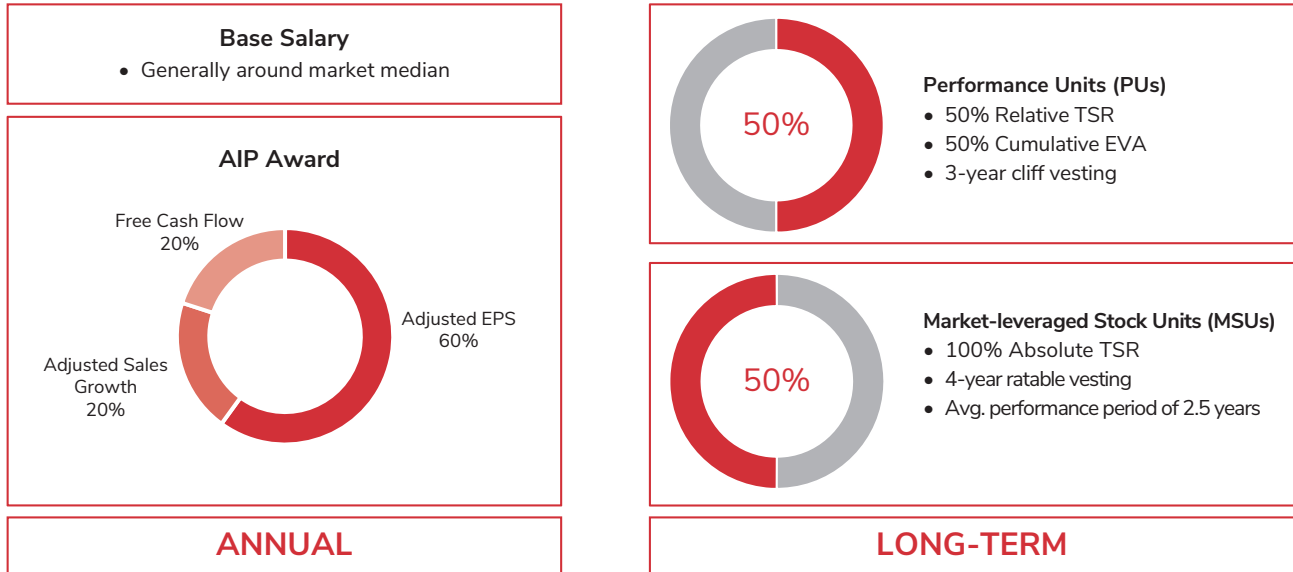 Base Salary
• Generally around market median
AIP Award
Free Cash Flow
20%
Adjusted EPS
60%
Adjusted Sales
Growth
20%
ANNUAL
50%
Performance Units (PUs)
• 50% Relative TSR
• 50% Cumulative EVA
• 3-year cliff vesting
50%
Market-leveraged Stock Units (MSUs)
• 100% Absolute TSR
• 4-year ratable vesting
• Avg. performance period of 2.5 years
LONG-TERM